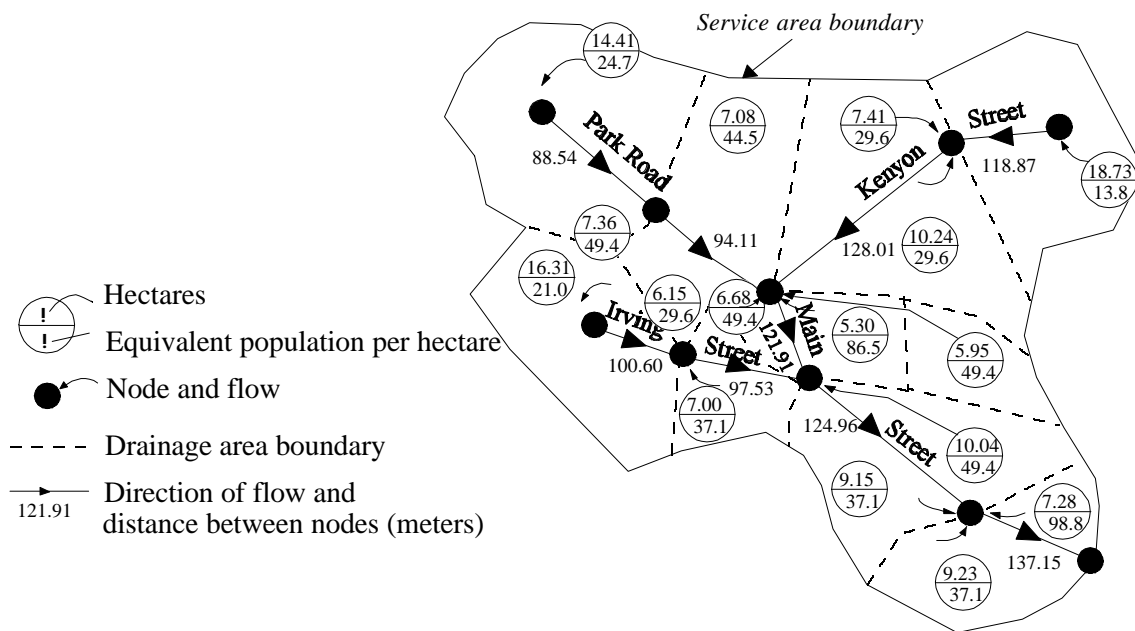 Service area boundary
14.41
24.7
7.08
44.5
7.41
29.6
Street
118.87
18.73
13.8
Park Road
88.54
Kenyon
7.36
49.4
94.11
10.24
29.6
128.01
16.31
21.0
6.15
29.6
6.68
49.4
Main
121.91
5.30
86.5
5.95
49.4
Irving
Street
100.60
97.53
7.00
37.1
124.96
Street
10.04
49.4
9.15
37.1
7.28
98.8
137.15
9.23
37.1
! Hectares
! Equivalent population per hectare
Node and flow
Drainage area boundary
Direction of flow and
121.91 distance between nodes (meters)